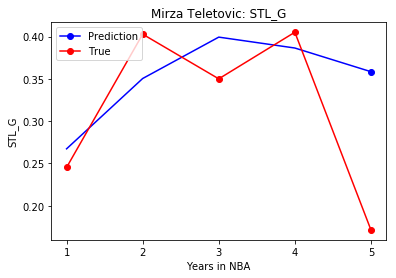 Mirza Teletovic: STL_G
Prediction
True
0.40
0.35
0.30
0.25
0.20
STL_G
1 2 3 4 5
Years in NBA